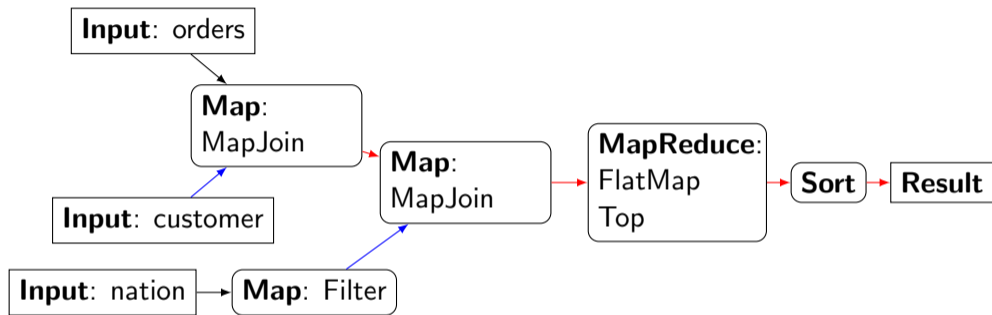 Input: orders
Map:
MapJoin
Input: customer
Map:
MapJoin
Input: nation
Map: Filter
MapReduce:
FlatMap
Top
Sort
Result